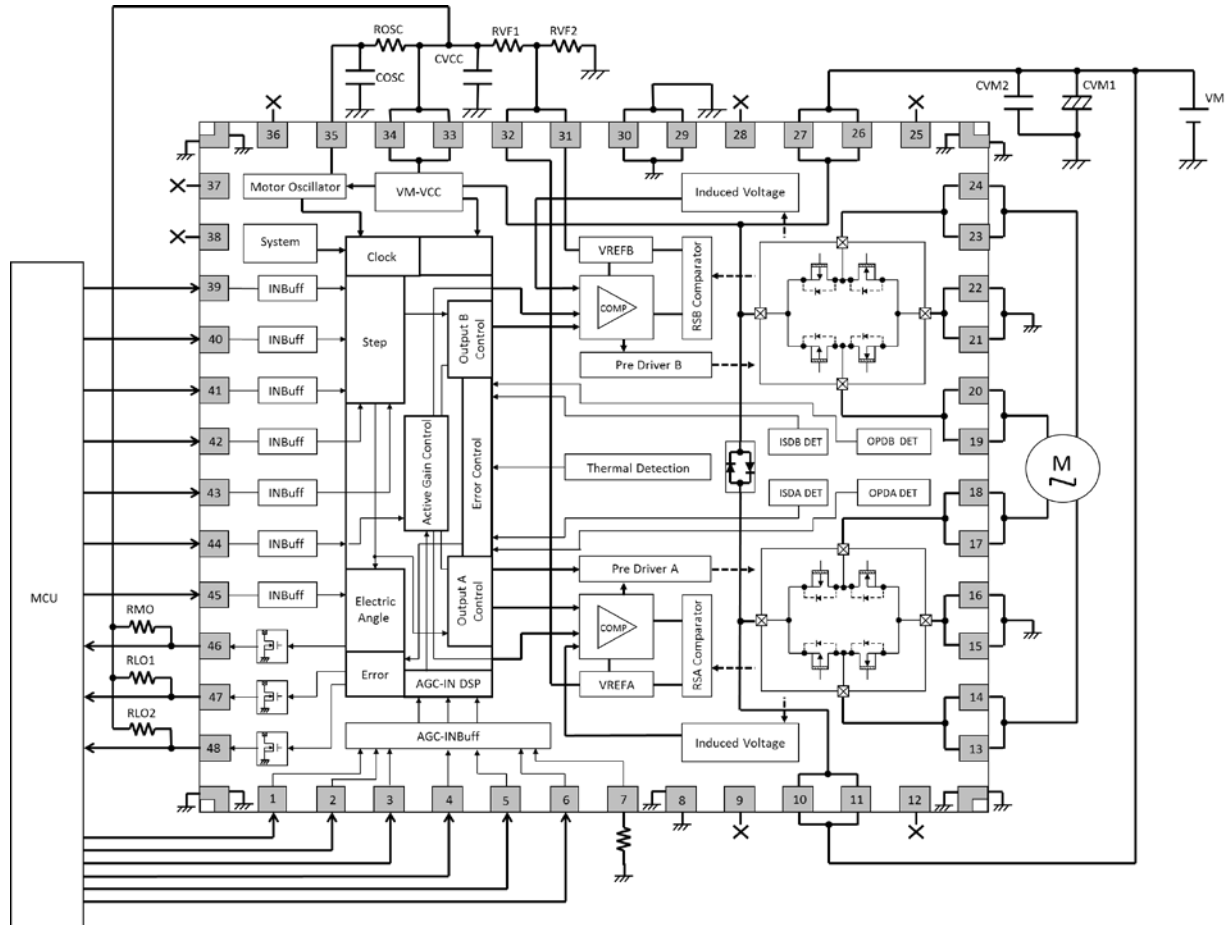 ROSC
RVF1
RVF2
CVCC
COSC
CVM2
CVM1
VM
36
35
34
33
32
31
30
29
28
27
26
25
37
Motor Oscillator
VM-VCC
Induced Voltage
24
38
System
Clock
VREFB
23
39
INBuff
Step
COMP
RSB Comparator
22
40
INBuff
Output B Control
21
Pre Driver B
41
INBuff
20
42
INBuff
Active Gain Control
Error Control
ISDB DET
OPDB DET
19
Thermal Detection
M
43
INBuff
ISDA DET
OPDA DET
18
44
INBuff
17
MCU
45
INBuff
Electric Angle
Output A Control
Pre Driver A
16
RMO
46
COMP
RSA Comparator
15
RLO1
47
Error
AGC-IN DSP
VREFA
14
RLO2
48
AGC-INBuff
Induced Voltage
13
1
2
3
4
5
6
7
8
9
10
11
12